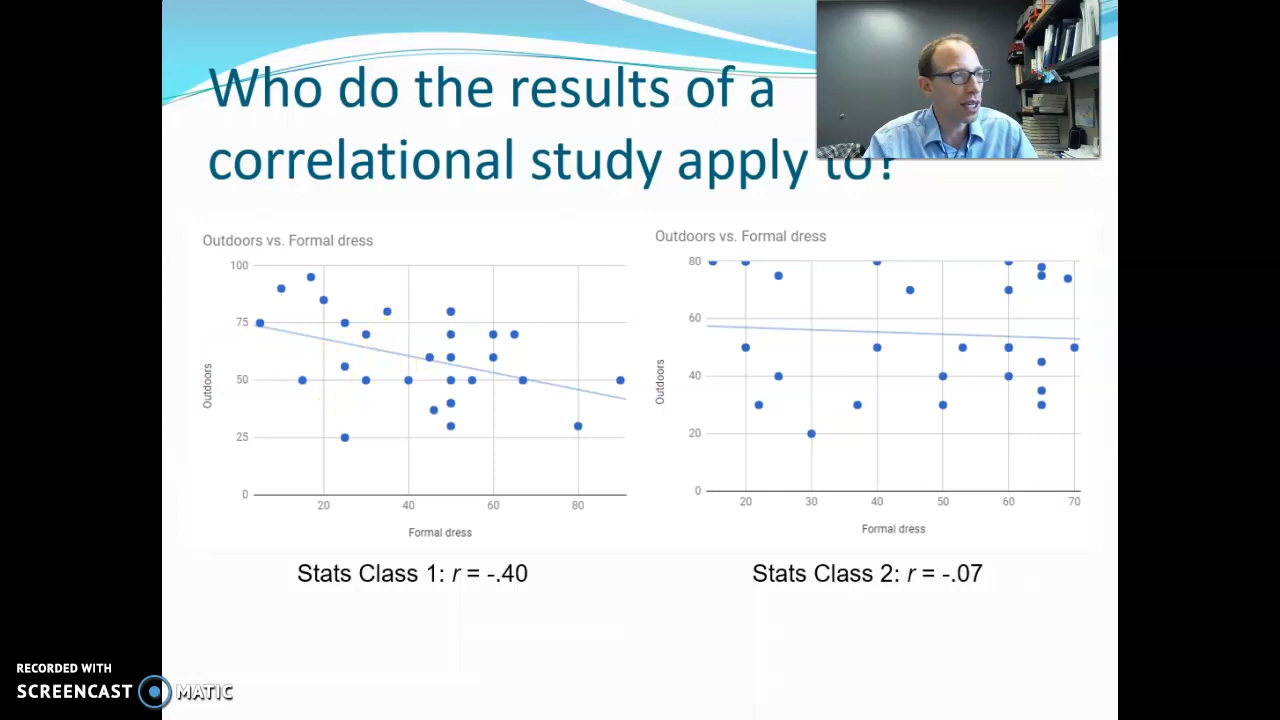 Who do the results of a
correlational study apply to?
Outdoors vs. Formal dress
100
75
50
25
0
Outdoors
20 40 60 80
Formal dress
Stats Class 1: r = -.40
Outdoors vs. Formal dress
80
60
40
20
0
Outdoors
20 30 40 50 60 70
Formal dress
Stats Class 2: r = -.07
RECORDED WITH
SCREENCAST MATIC